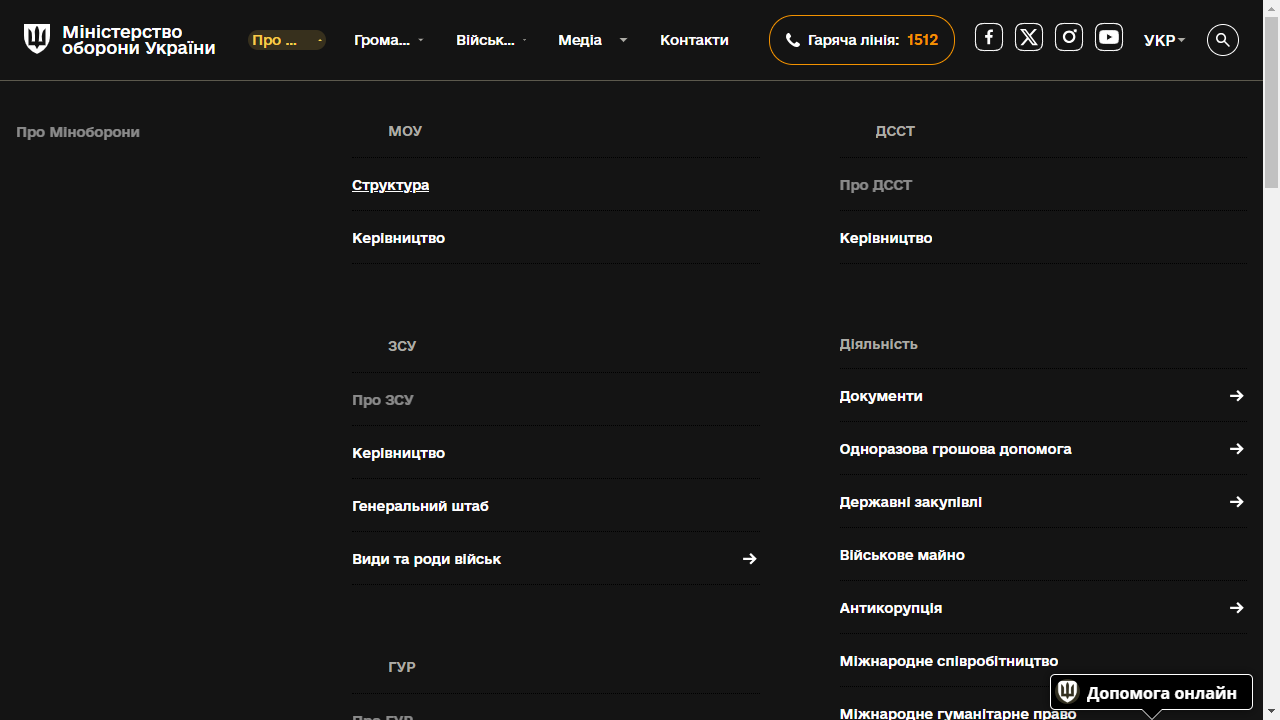 Міністерство
оборони України
Про ...
Грома...
Військ...
Медіа
Контакти
Гаряча лінія: 1512
УКР
Про Міноборони
МОУ
Структура
Керівництво
ЗСУ
Про ЗСУ
Керівництво
Генеральний штаб
Види та роди військ
ГУР
Про ГУР
ДССТ
Про ДССТ
Керівництво
Діяльність
Документи
Одноразова грошова допомога
Державні закупівлі
Військове майно
Антикорупція
Міжнародне співробітництво
Міжнародне гуманітарне право
Допомога онлайн